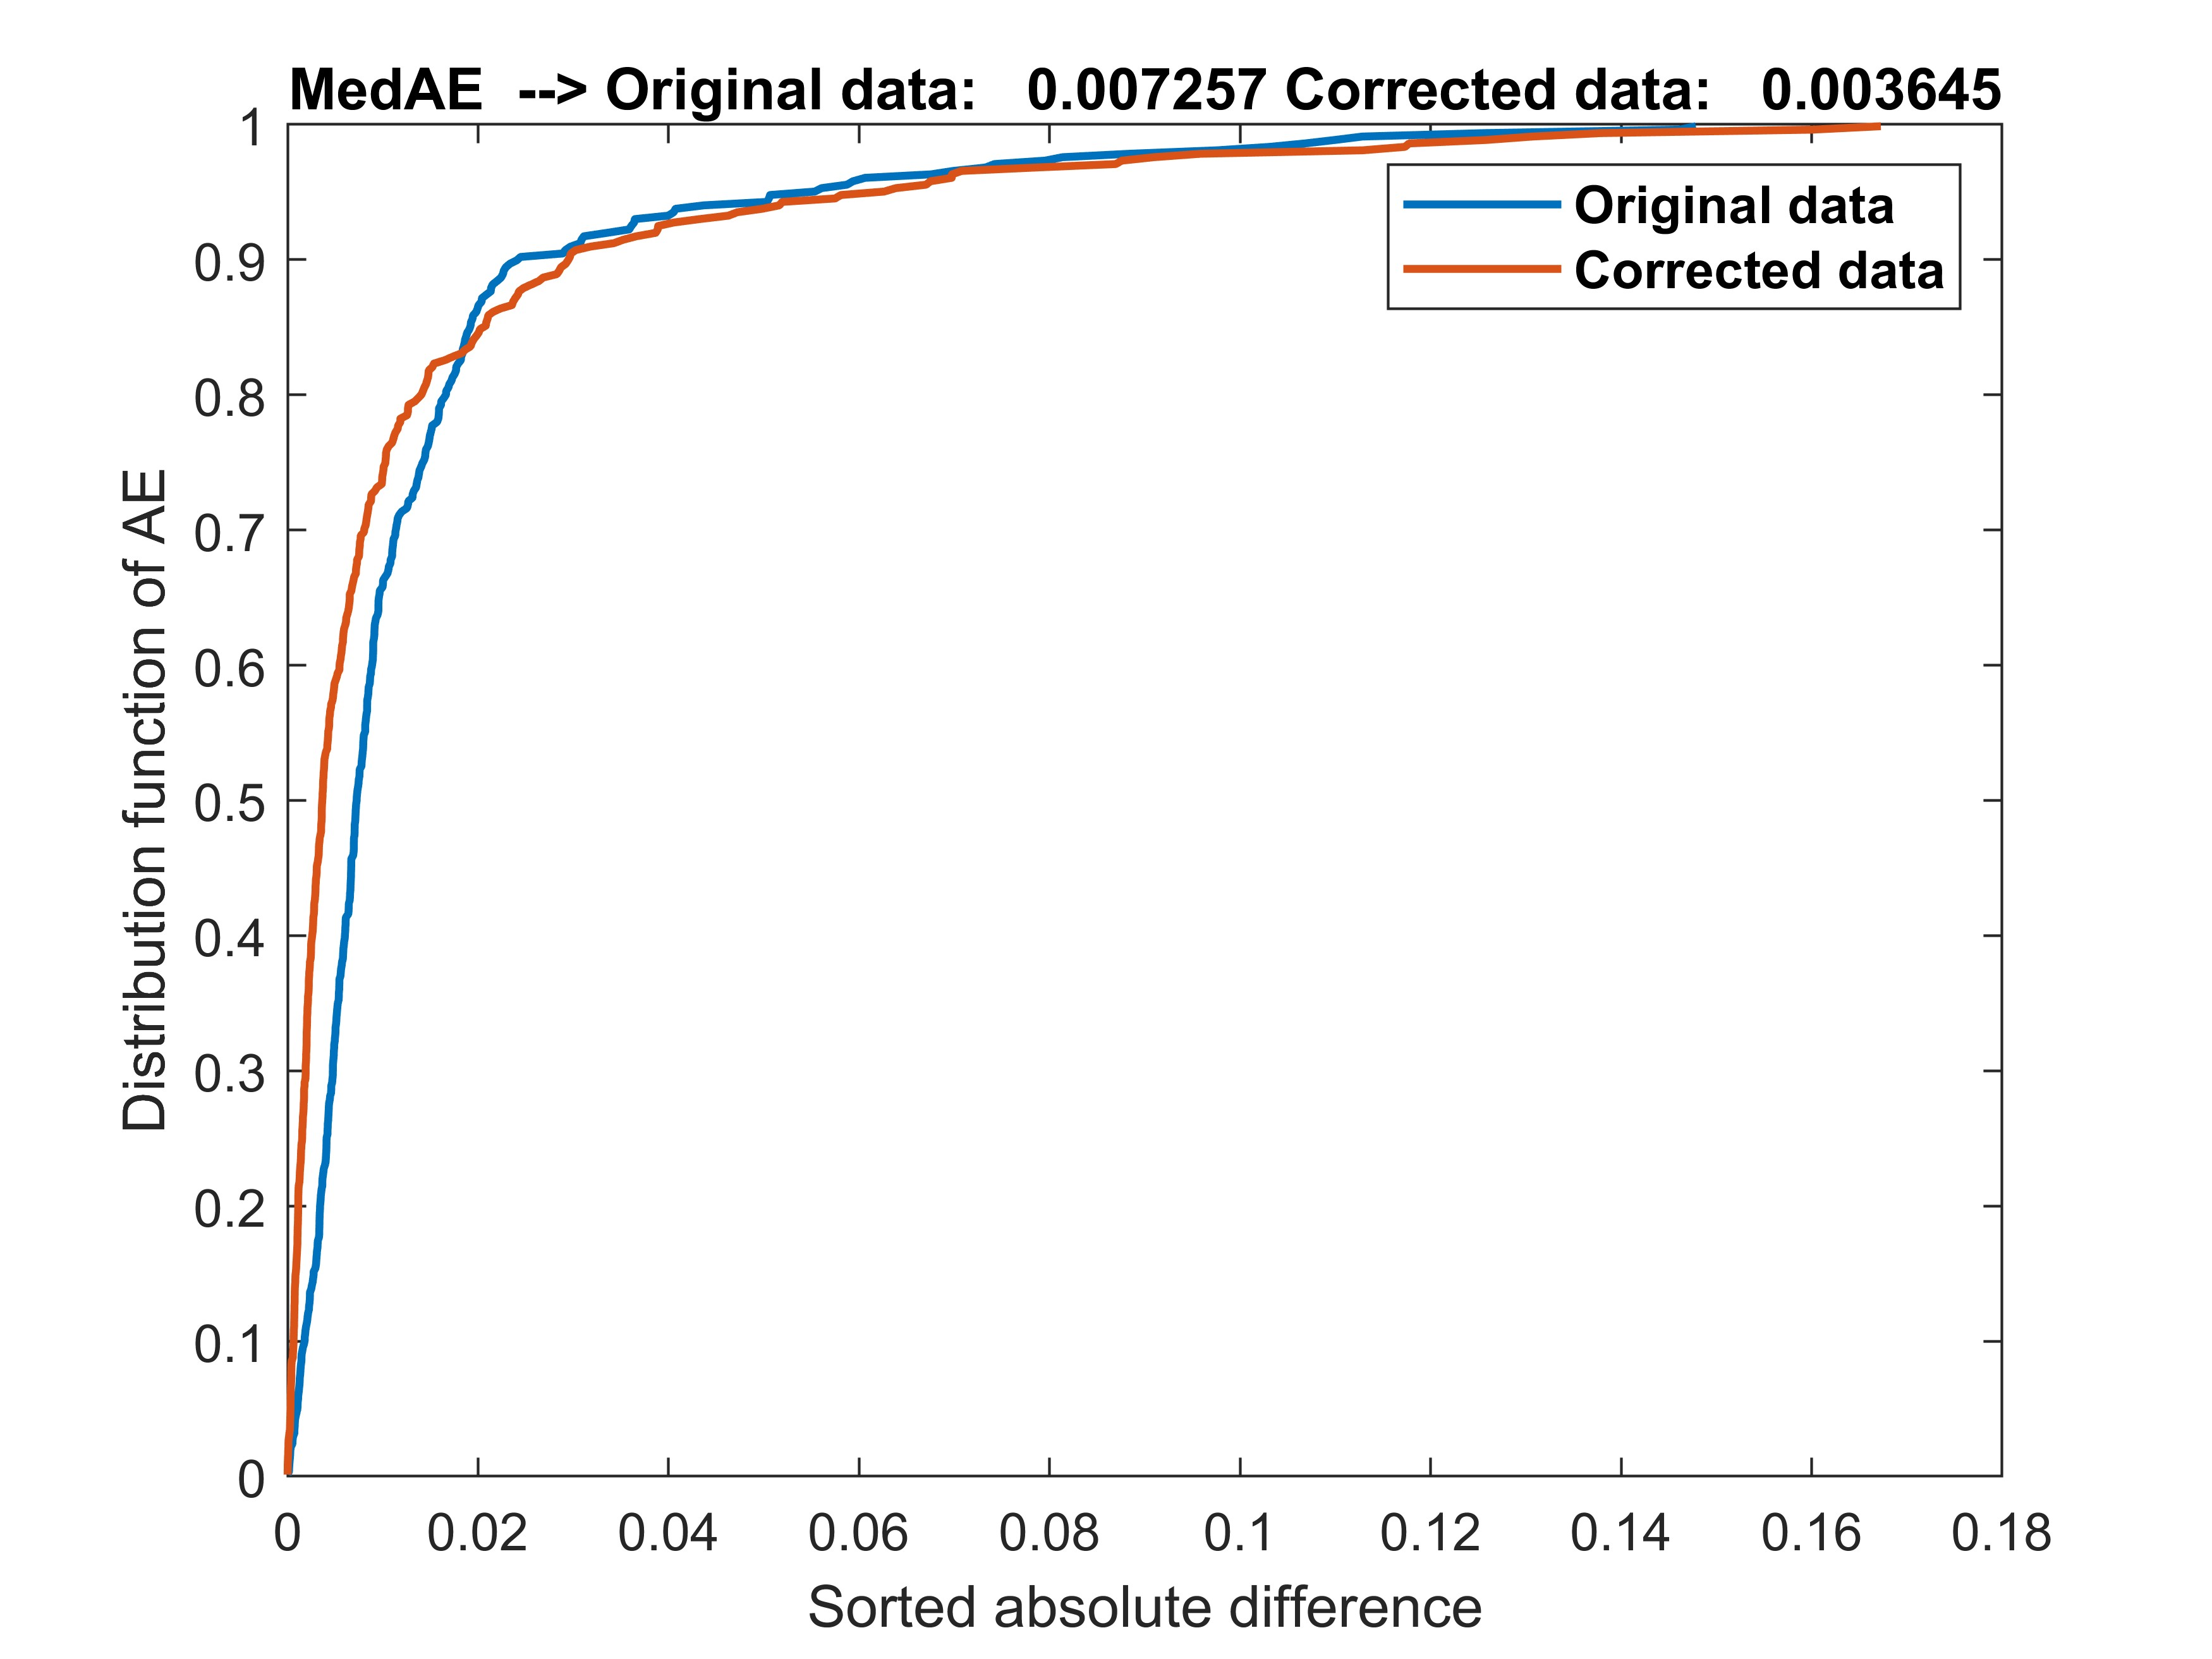 MedAE --> Original data: 0.007257 Corrected data: 0.003645
1
0.9
0.8
0.7
0.6
0.5
0.4
0.3
0.2
0.1
0
Distribution function of AE
Original data
Corrected data
0 0.02 0.04 0.06 0.08 0.1 0.12 0.14 0.16 0.18
Sorted absolute difference